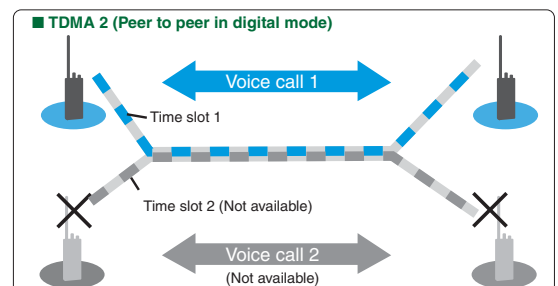 ■ TDMA 2 (Peer to peer in digital mode)
Voice call 1
Time slot 1
Time slot 2 (Not available)
Voice call 2
(Not available)